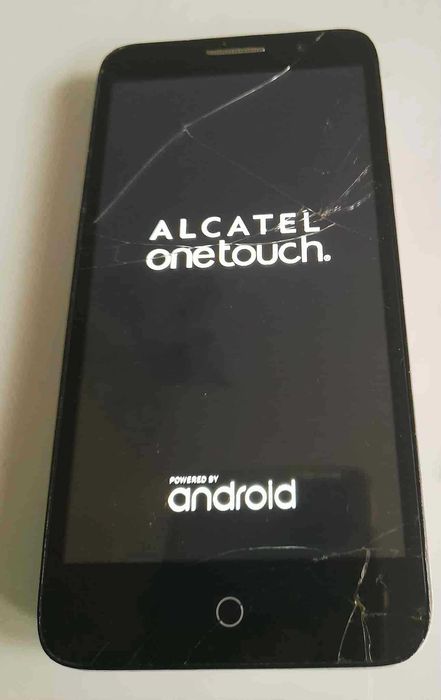 ALCATEL
onetouch.
POWERED BY
android